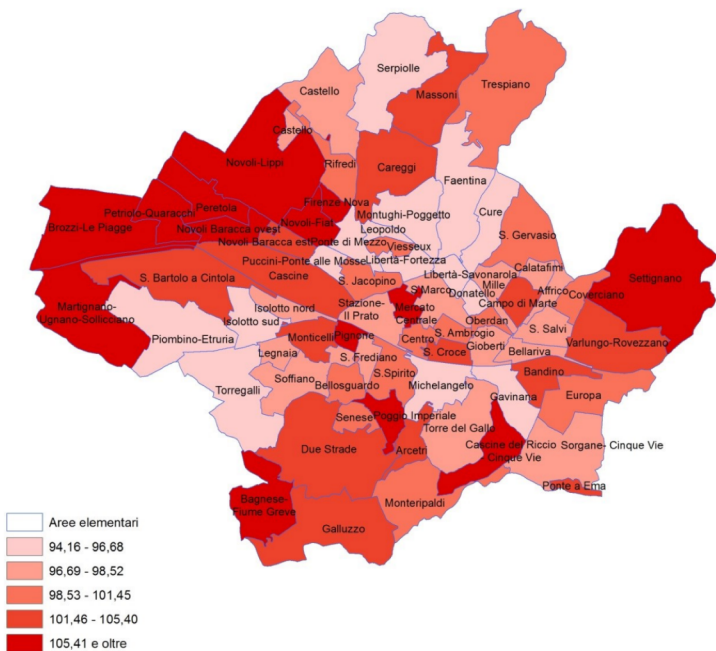 Serpiolle
Trespiano
Castello
Massoni
Castello
Novoli-Lippi
Rifredi
Careggi
Faentina
Firenze Nova
Petriolo-Quaracchi
Peretola
Montughi-Poggetto
Cure
Brozzi-Le Piagge
Novoli Baracca ovest
Novoli-Fiat
Leopoldo
S. Gervasio
Novoli Baracca est
Ponte di Mezzo
Viesseux
Puccini-Ponte alle Mosse
Libertà-Fortezza
Calatafimi
S. Bartolo a Cintola
Cascine
S. Jacopino
Libertà-Savonarola
Settignano
Mille
Affrico
Coverciano
Martignano-
Ugnano-Sollicciano
Isolotto nord
Stazione-
Il Prato
Mercato
Centrale
S.Marco
Donatello
Campo di Marte
Isolotto sud
Oberdan
S. Salvi
Piombino-Etruria
Monticelli
Pignone
Centro
S. Ambrogio
Varlungo-Rovezzano
Legnaia
S. Frediano
S. Croce
Gioberti
Bellariva
Soffiano
Bellosguardo
S.Spirito
Michelangelo
Bandino
Torregalli
Gavinana
Europa
Senese
Poggio Imperiale
Torre del Gallo
Due Strade
Arcetri
Cascine del Riccio
Cinque Vie
Sorgane- Cinque Vie
Bagnese-
Fiume Greve
Monteripaldi
Ponte a Ema
Galluzzo
Aree elementari
94,16 - 96,68
96,69 - 98,52
98,53 - 101,45
101,46 - 105,40
105,41 e oltre